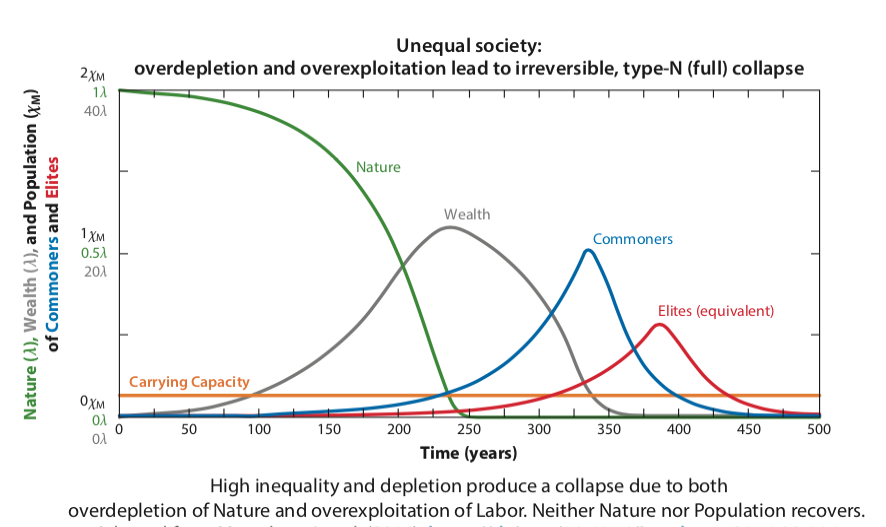 Unequal society:
overdepletion and overexploitation lead to irreversible, type-N (full) collapse
Nature (λ), Wealth (λ), and Population (χM)
of Commoners and Elites
2χM
1λ
40λ
1χM
0.5λ
20λ
0χM
0λ
0λ
Nature
Wealth
Commoners
Elites (equivalent)
Carrying Capacity
0 50 100 150 200 250 300 350 400 450 500
Time (years)
High inequality and depletion produce a collapse due to both
overdepletion of Nature and overexploitation of Labor. Neither Nature nor Population recovers.